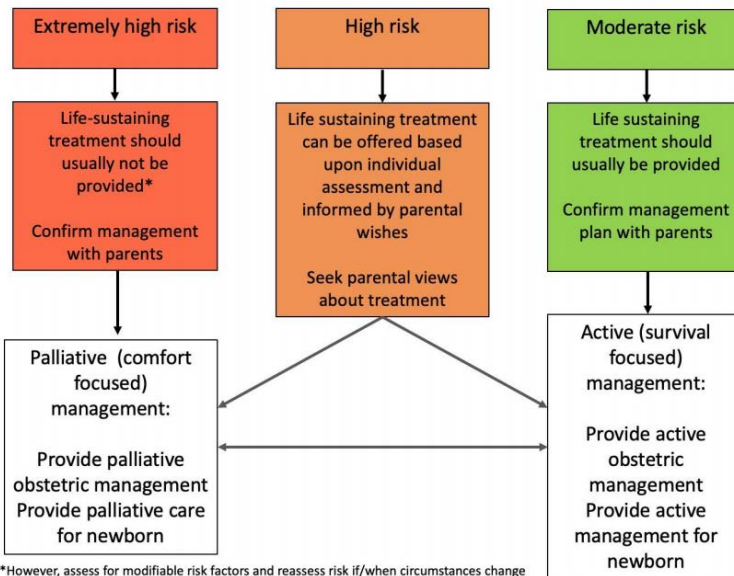 Extremely high risk
High risk
Moderate risk
Life-sustaining
treatment should
usually not be
provided*
Confirm management
with parents
Life sustaining treatment
can be offered based
upon individual
assessment and
informed by parental
wishes
Seek parental views
about treatment
Life sustaining
treatment should
usually be provided
Confirm management
plan with parents
Palliative (comfort
focused)
management:
Provide palliative
obstetric management
Provide palliative care
for newborn
Active (survival
focused)
management:
Provide active
obstetric
management
Provide active
management for
newborn
*However, assess for modifiable risk factors and reassess risk if/when circumstances change